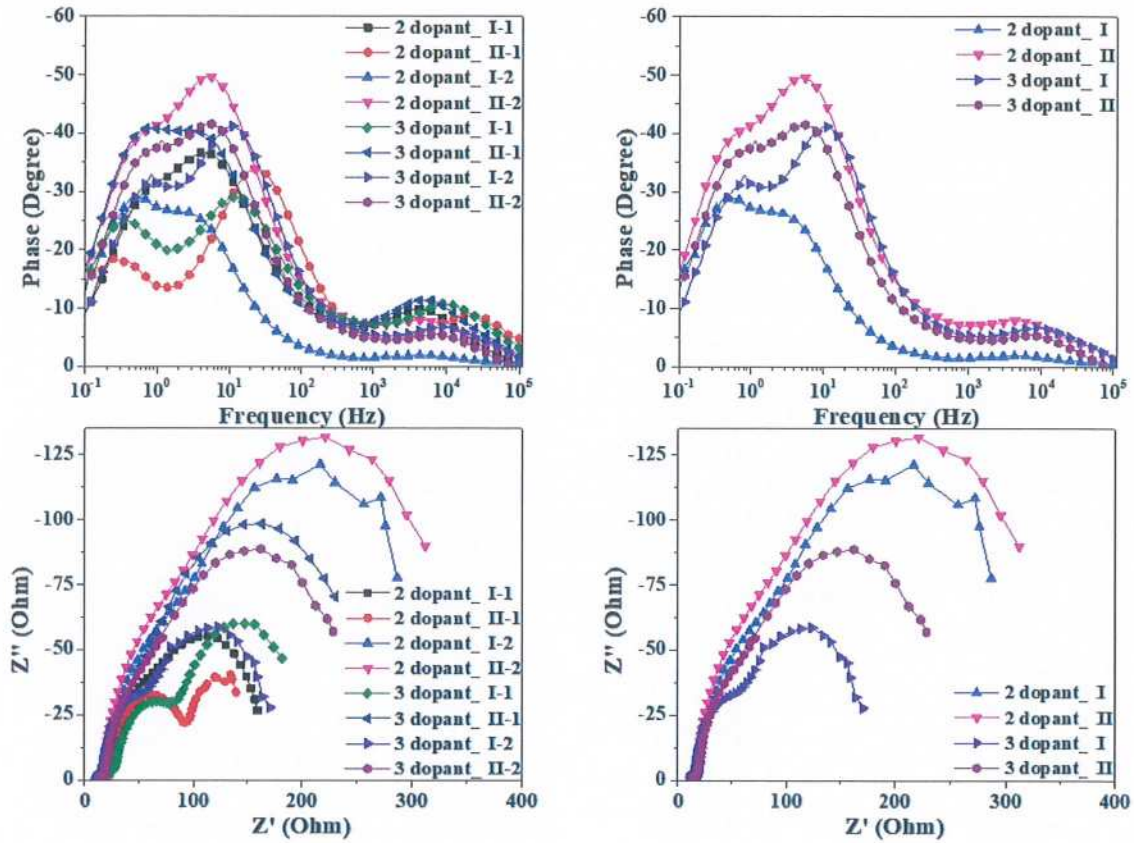 -60
-50
-40
-30
-20
-10
0
Phase (Degree)
2 dopant_ I-1
2 dopant_ II-1
2 dopant_ I-2
2 dopant_ II-2
3 dopant_ I-1
3 dopant_ II-1
3 dopant_ I-2
3 dopant_ II-2
10-1 100 101 102 103 104 105
Frequency (Hz)
-60
-50
-40
-30
-20
-10
0
Phase (Degree)
2 dopant_ I
2 dopant_ II
3 dopant_ I
3 dopant_ II
10-1 100 101 102 103 104 105
Frequency (Hz)
-125
-100
-75
-50
-25
0
Z" (Ohm)
2 dopant_ I-1
2 dopant_ II-1
2 dopant_ I-2
2 dopant_ II-2
3 dopant_ I-1
3 dopant_ II-1
3 dopant_ I-2
3 dopant_ II-2
0 100 200 300 400
Z' (Ohm)
-125
-100
-75
-50
-25
0
Z" (Ohm)
2 dopant_ I
2 dopant_ II
3 dopant_ I
3 dopant_ II
0 100 200 300 400
Z' (Ohm)